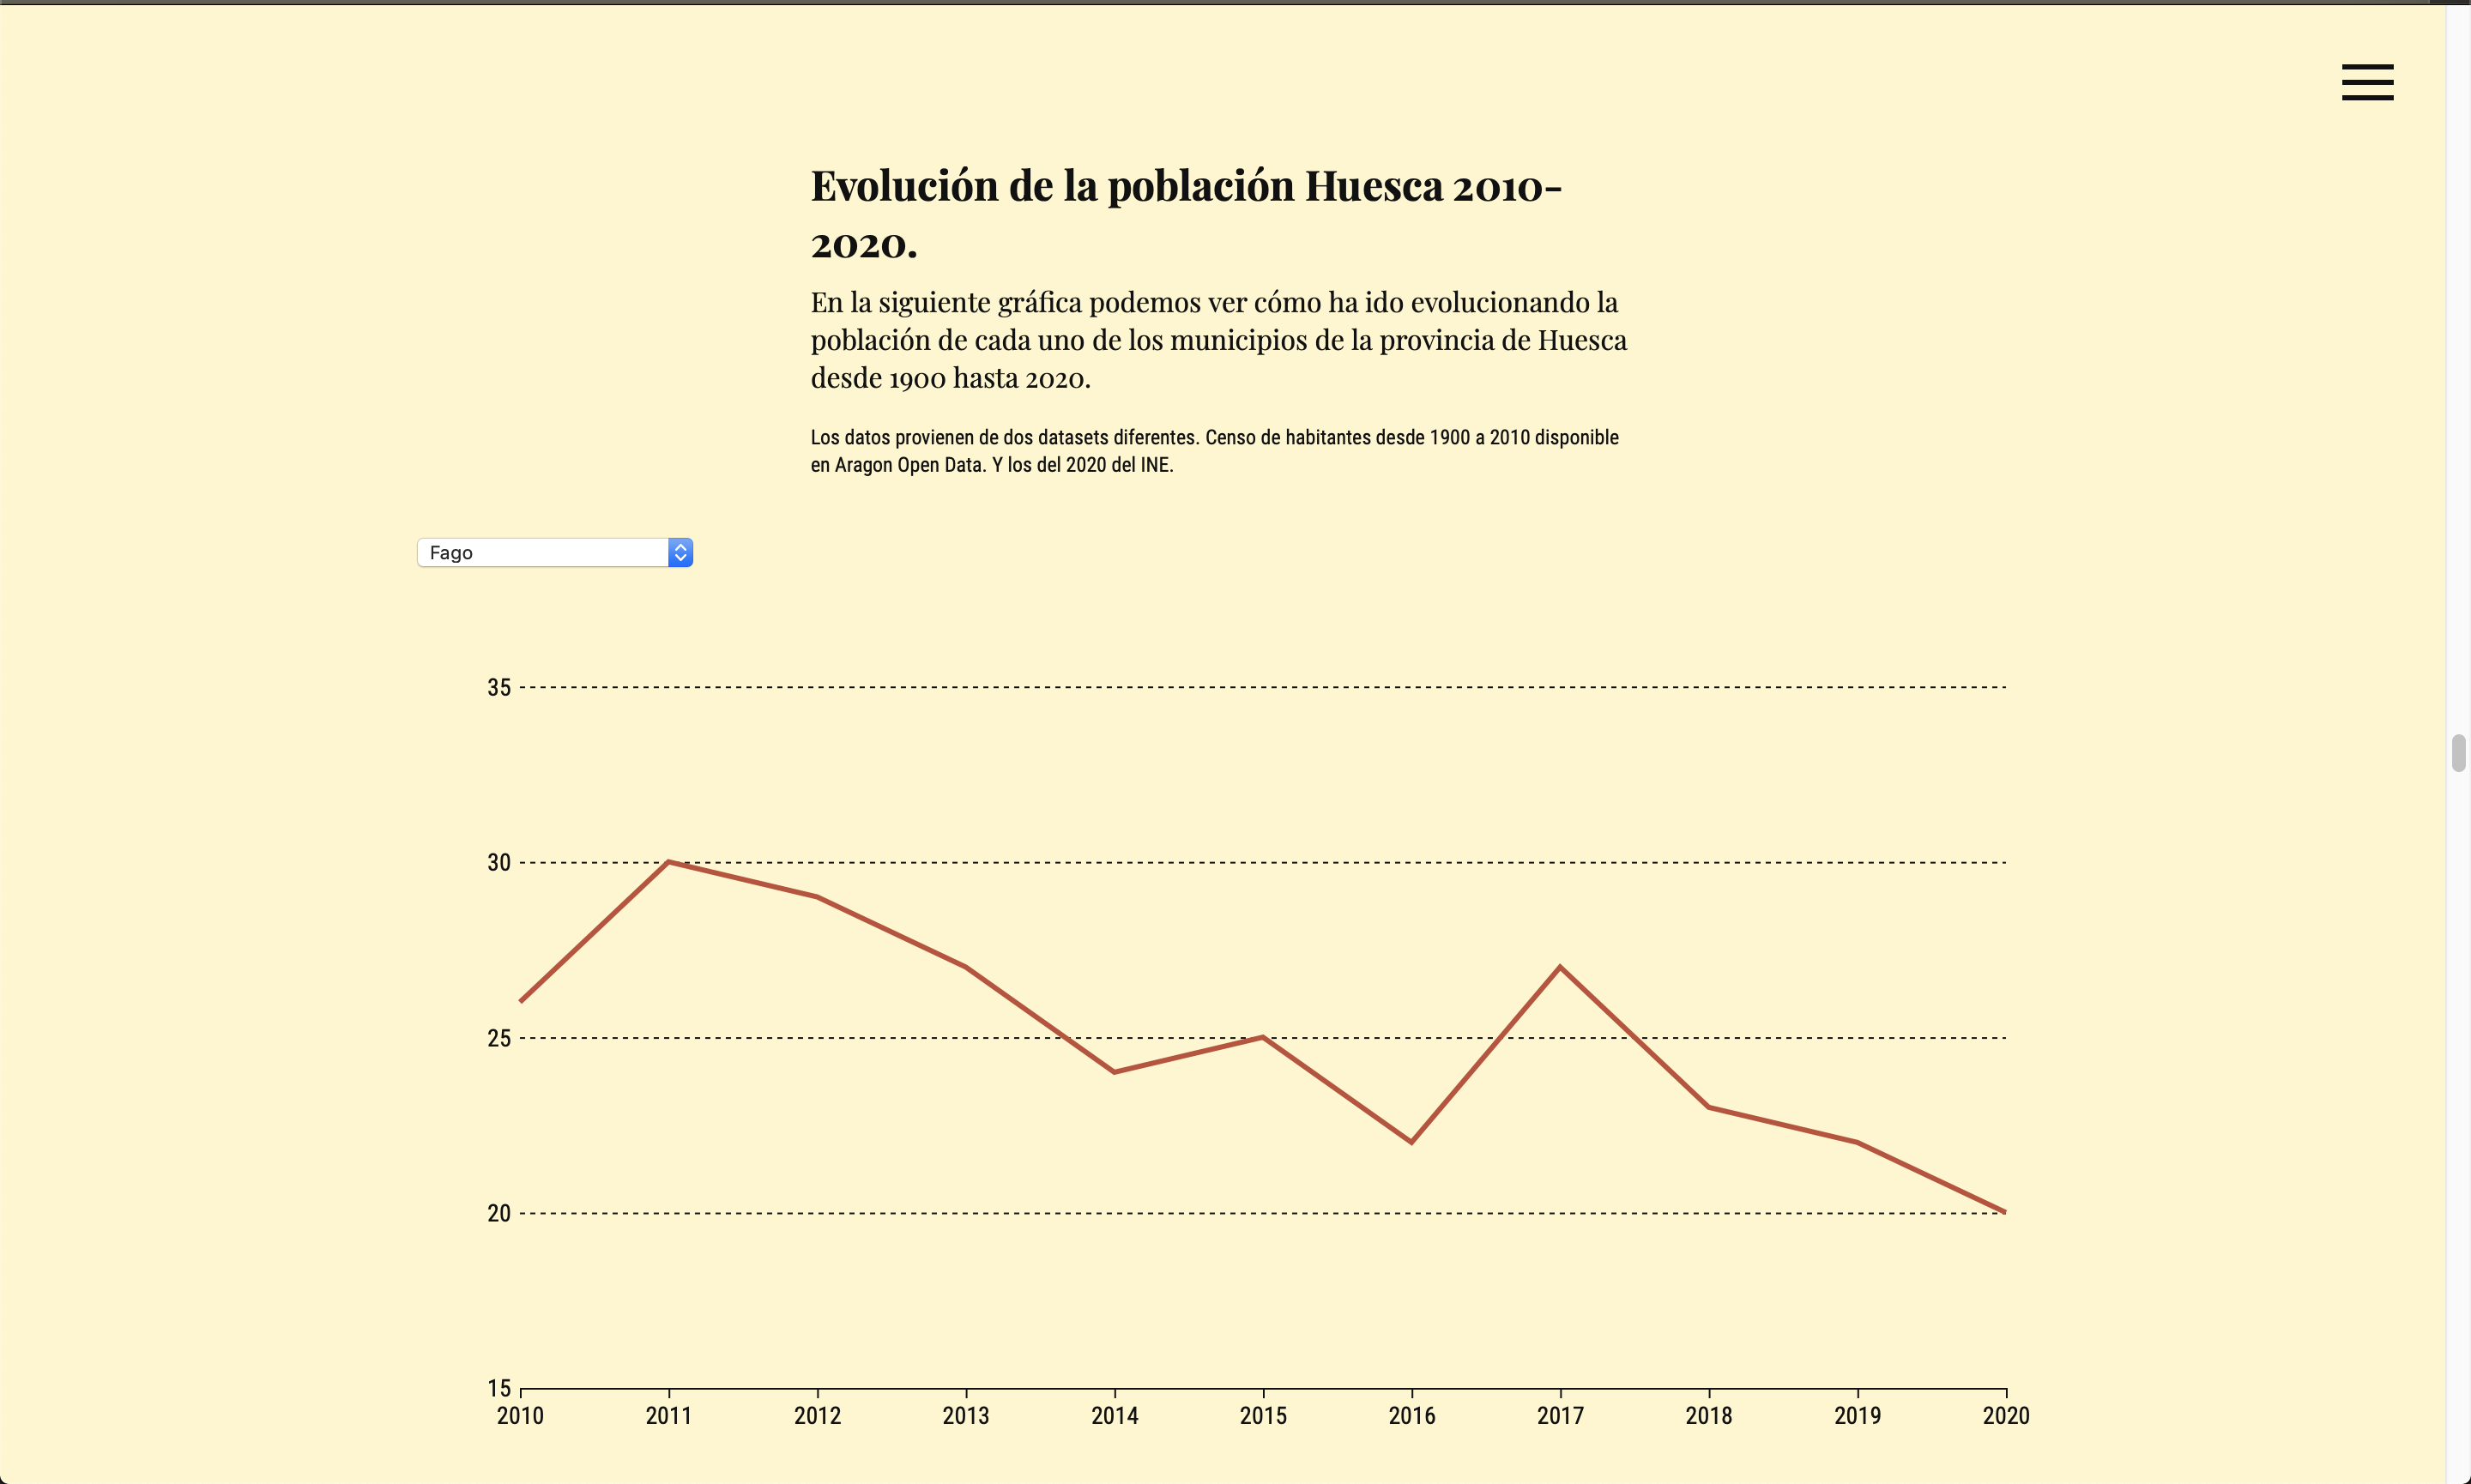 Evolución de la población Huesca 2010-
2020.
En la siguiente gráfica podemos ver cómo ha ido evolucionando la
población de cada uno de los municipios de la provincia de Huesca
desde 1900 hasta 2020.
Los datos provienen de dos datasets diferentes. Censo de habitantes desde 1900 a 2010 disponible
en Aragon Open Data. Y los del 2020 del INE.
Fago
35
30
25
20
15
2010 2011 2012 2013 2014 2015 2016 2017 2018 2019 2020